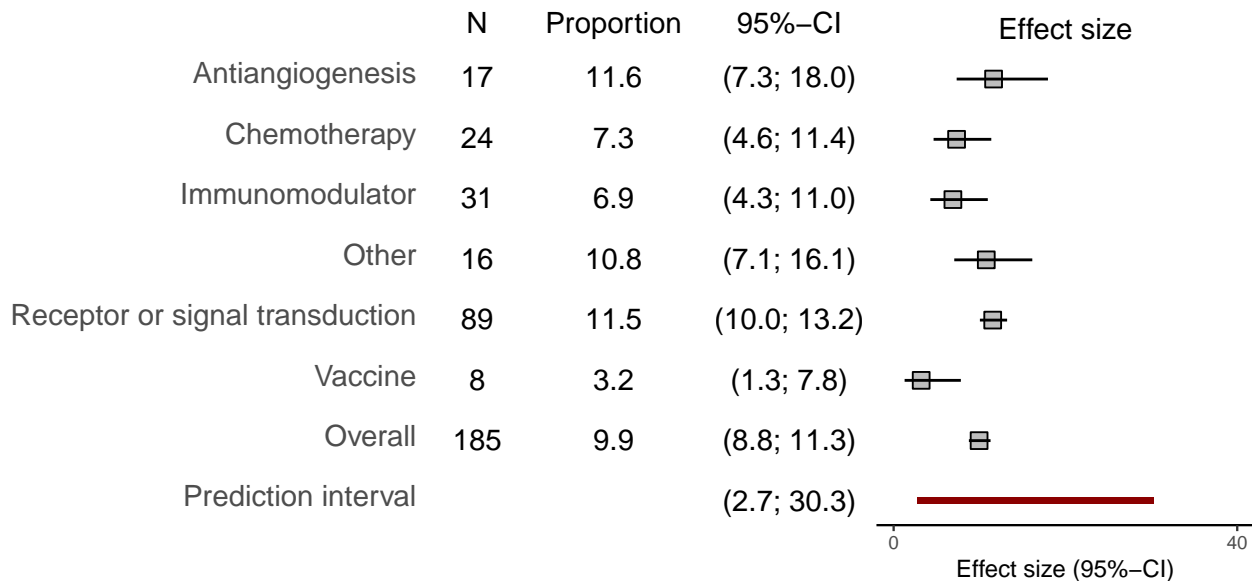 N Proportion 95%−CI Effect size
Antiangiogenesis 17 11.6 (7.3; 18.0)
Chemotherapy 24 7.3 (4.6; 11.4)
Immunomodulator 31 6.9 (4.3; 11.0)
Other 16 10.8 (7.1; 16.1)
Receptor or signal transduction 89 11.5 (10.0; 13.2)
Vaccine 8 3.2 (1.3; 7.8)
Overall 185 9.9 (8.8; 11.3)
Prediction interval (2.7; 30.3)
0 40
Effect size (95%−CI)